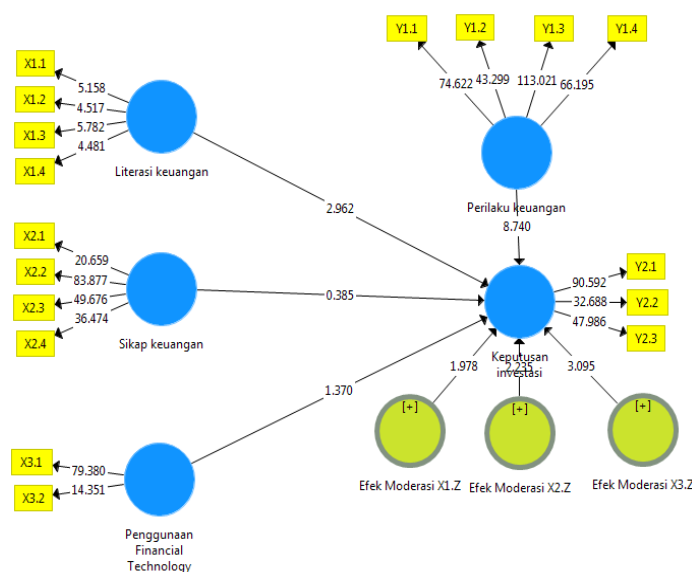 Y1.1
Y1.2
Y1.3
Y1.4
74.622
43.299
113.021
66.195
X1.1
X1.2
X1.3
X1.4
5.158
4.517
5.782
4.481
Literasi keuangan
Perilaku keuangan
2.962
8.740
X2.1
X2.2
X2.3
X2.4
20.659
83.877
49.676
36.474
Sikap keuangan
0.385
Y2.1
Y2.2
Y2.3
90.592
32.688
47.986
Keputusan
investasi
1.370
1.978
2.235
3.095
[+]
[+]
[+]
Efek Moderasi X1.Z
Efek Moderasi X2.Z
Efek Moderasi X3.Z
X3.1
X3.2
79.380
14.351
Penggunaan
Financial
Technology